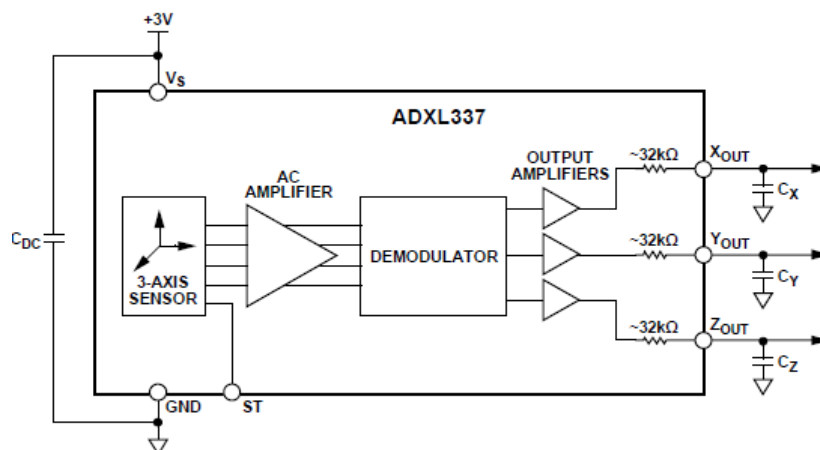 +3V
VS
ADXL337
OUTPUT
AMPLIFIERS
~32kΩ
XOUT
AC
AMPLIFIER
CX
CDC
3-AXIS
SENSOR
DEMODULATOR
~32kΩ
YOUT
CY
~32kΩ
ZOUT
CZ
GND
ST